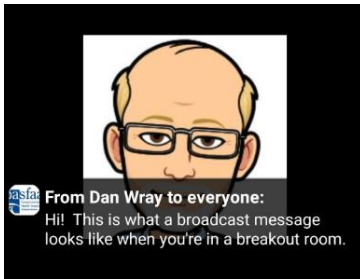 asfaa
From Dan Wray to everyone:
Hi!  This is what a broadcast message
looks like when you're in a breakout room.